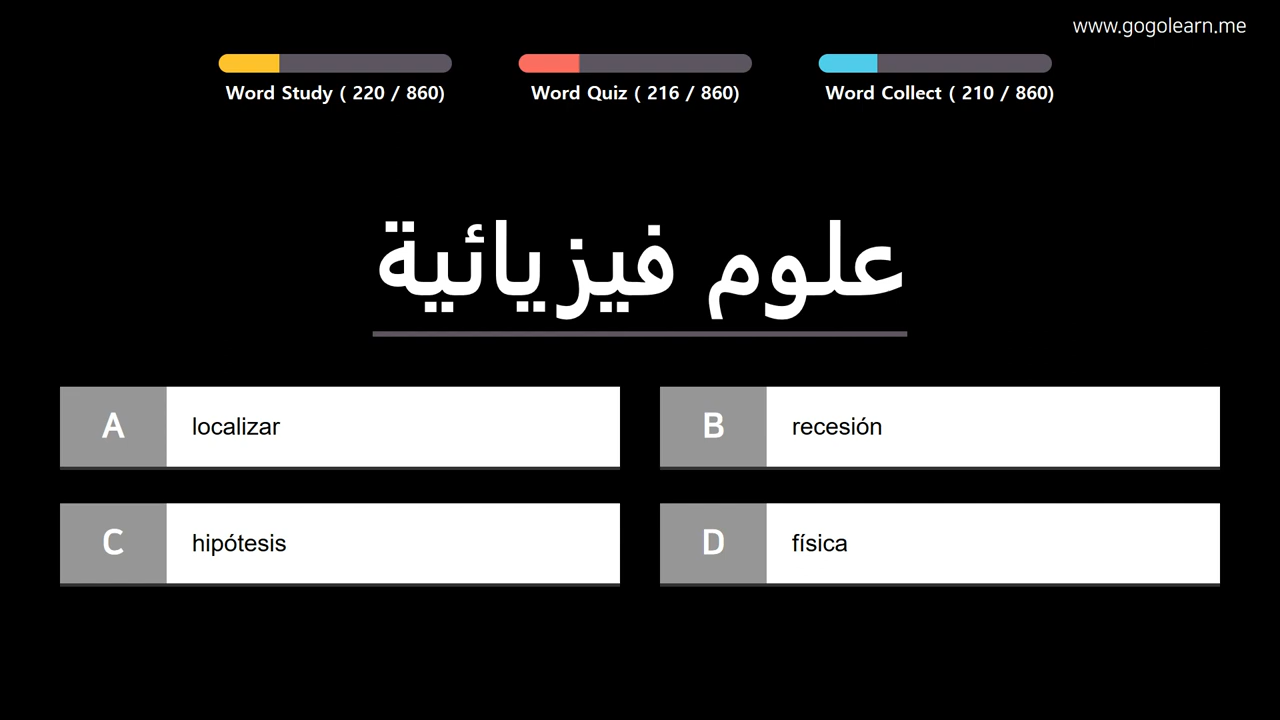 www.gogolearn.me
Word Study ( 220 / 860)
Word Quiz ( 216 / 860)
Word Collect ( 210 / 860)
علوم فيزيائية
A localizar
B recesión
C hipótesis
D física